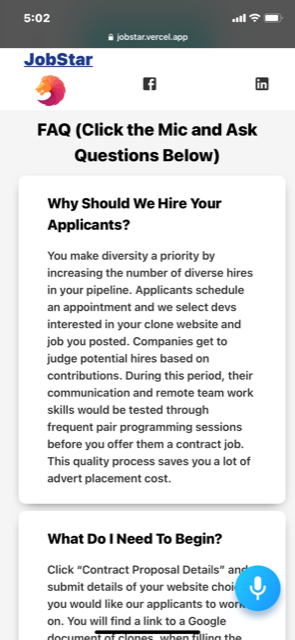 5:02
jobstar.vercel.app
JobStar
FAQ (Click the Mic and Ask
Questions Below)
Why Should We Hire Your
Applicants?
You make diversity a priority by
increasing the number of diverse hires
in your pipeline. Applicants schedule
an appointment and we select devs
interested in your clone website and
job you posted. Companies get to
judge potential hires based on
contributions. During this period, their
communication and remote team work
skills would be tested through
frequent pair programming sessions
before you offer them a contract job.
This quality process saves you a lot of
advert placement cost.
What Do I Need To Begin?
Click “Contract Proposal Details” and
submit details of your website
you would like our applicants to
on. You will find a link to a Google
document of clones, when filling the